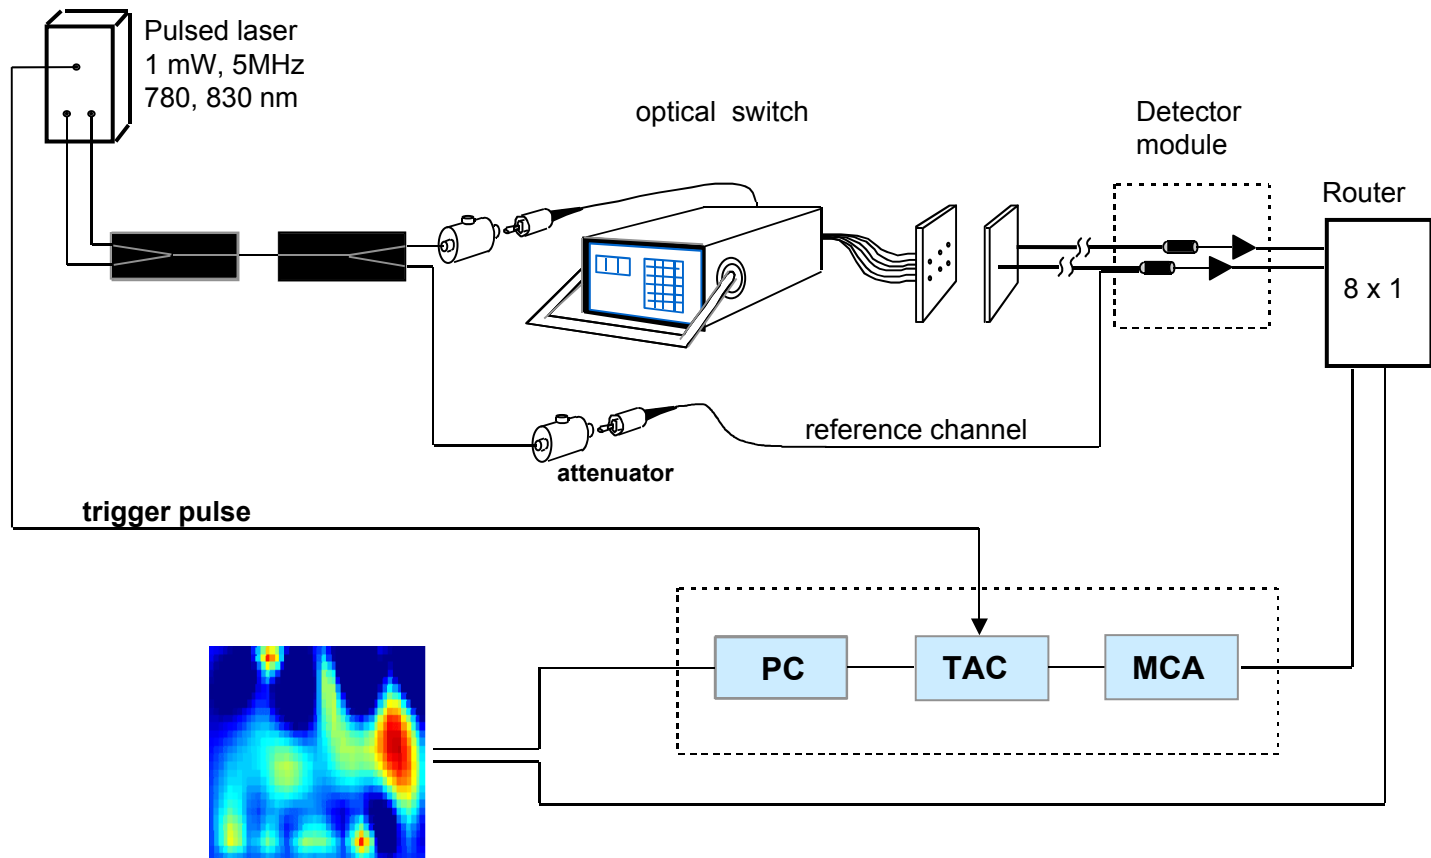 Pulsed laser
1 mW, 5MHz
780, 830 nm
optical switch
Detector
module
Router
8 x 1
reference channel
attenuator
trigger pulse
PC
TAC
MCA